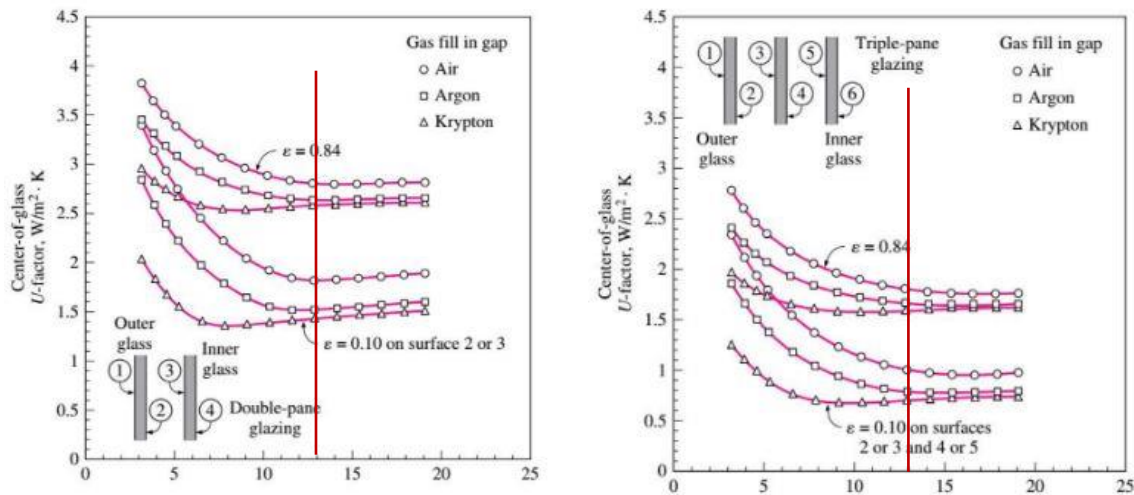 4.5
4
3.5
3
2.5
2
1.5
1
0.5
0
0
5
10
15
20
25
Center-of-glass
U-factor, W/m² · K
Gas fill in gap
Air
Argon
Krypton
ε = 0.84
ε = 0.10 on surface 2 or 3
Outer
glass
Inner
glass
1
3
2
4
Double-pane
glazing
4.5
4
3.5
3
2.5
2
1.5
1
0.5
0
0
5
10
15
20
25
Center-of-glass
U-factor, W/m² · K
1
3
5
2
4
6
Triple-pane
glazing
Outer
glass
Inner
glass
Gas fill in gap
Air
Argon
Krypton
ε = 0.84
ε = 0.10 on surfaces
2 or 3 and 4 or 5